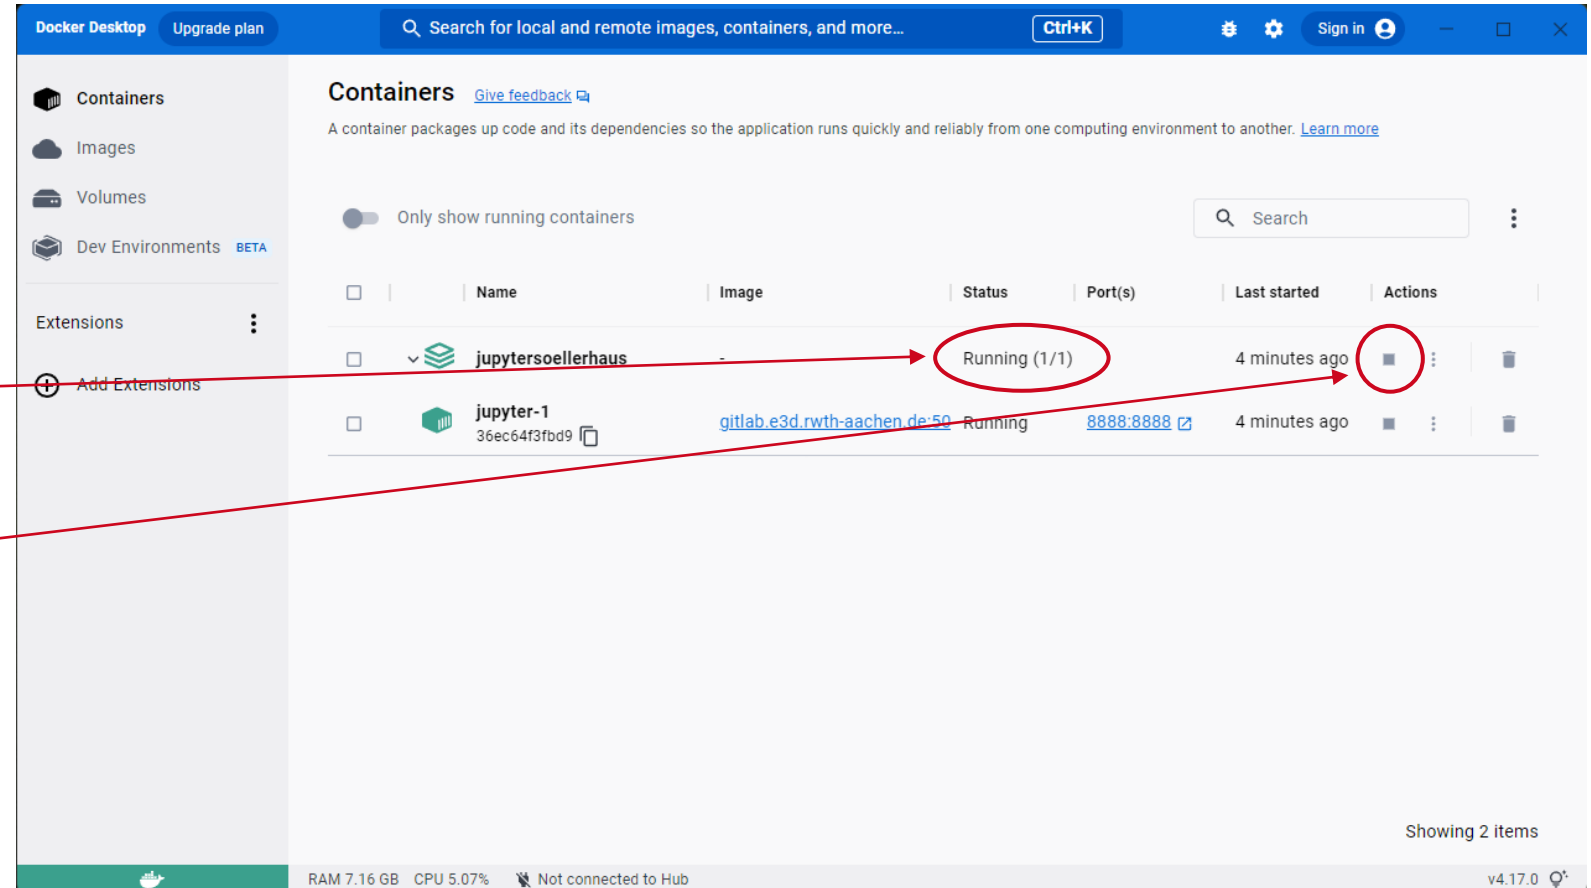 Docker Desktop Upgrade plan Search for local and remote images, containers, and more... Ctrl+K Sign in
Containers
Images
Volumes
Dev Environments BETA
Extensions
Add Extensions
Containers Give feedback
A container packages up code and its dependencies so the application runs quickly and reliably from one computing environment to another. Learn more
Only show running containers Search
Name Image Status Port(s) Last started Actions
jupytersoellerhaus - Running (1/1) 4 minutes ago
jupyter-1
36ec64f3fbd9 gitlab.e3d.rwth-aachen.de:50 Running 8888:8888 4 minutes ago
Showing 2 items
RAM 7.16 GB CPU 5.07% Not connected to Hub v4.17.0